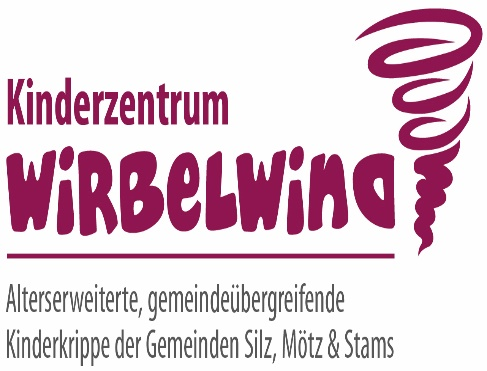 Kinderzentrum
WiRBELWiND
Alterserweiterte, gemeindeübergreifende
Kinderkrippe der Gemeinden Silz, Mötz & Stams